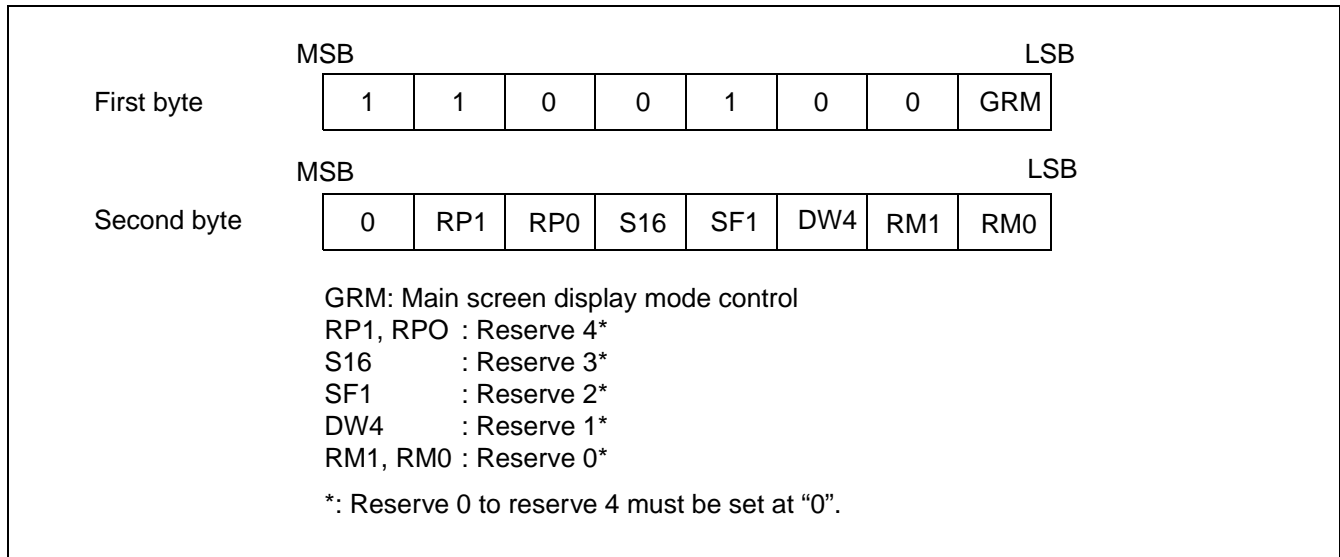 MSB LSB
First byte 1 1 0 0 1 0 0 GRM
MSB LSB
Second byte 0 RP1 RP0 S16 SF1 DW4 RM1 RM0
GRM: Main screen display mode control
RP1, RPO : Reserve 4*
S16 : Reserve 3*
SF1 : Reserve 2*
DW4 : Reserve 1*
RM1, RM0 : Reserve 0*
*: Reserve 0 to reserve 4 must be set at “0”.